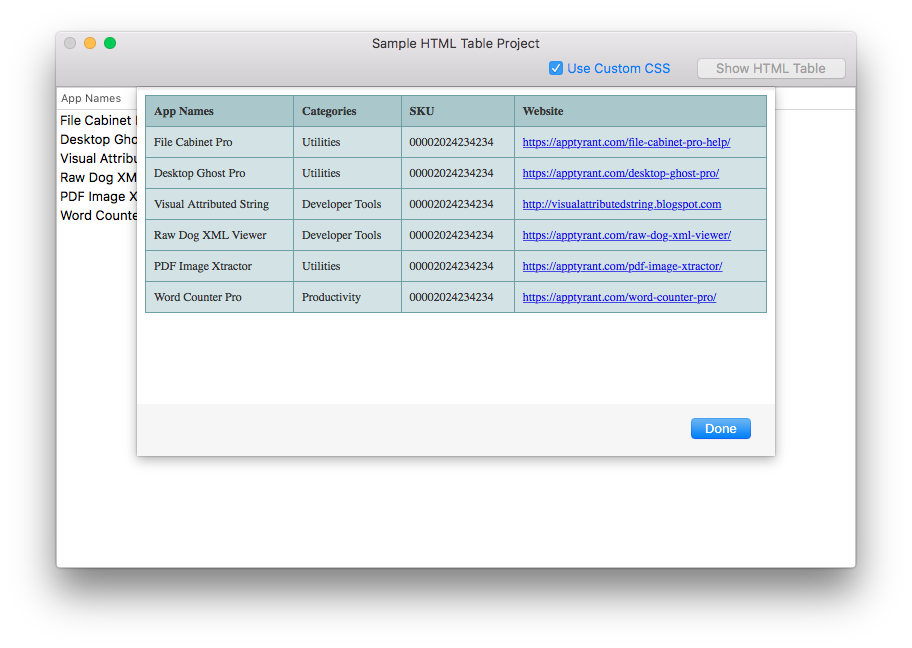 Sample HTML Table Project
Use Custom CSS Show HTML Table
App Names
File Cabinet
Desktop
Visual
Raw Dog
PDF Image
Word
App Names Categories SKU Website
File Cabinet Pro Utilities 00002024234234 https://apptyrant.com/file-cabinet-pro-help/
Desktop Ghost Pro Utilities 00002024234234 https://apptyrant.com/desktop-ghost-pro/
Visual Attributed String Developer Tools 00002024234234 http://visualattributedstring.blogspot.com
Raw Dog XML Viewer Developer Tools 00002024234234 https://apptyrant.com/raw-dog-xml-viewer/
PDF Image Xtractor Utilities 00002024234234 https://apptyrant.com/pdf-image-xtractor/
Word Counter Pro Productivity 00002024234234 https://apptyrant.com/word-counter-pro/
Done